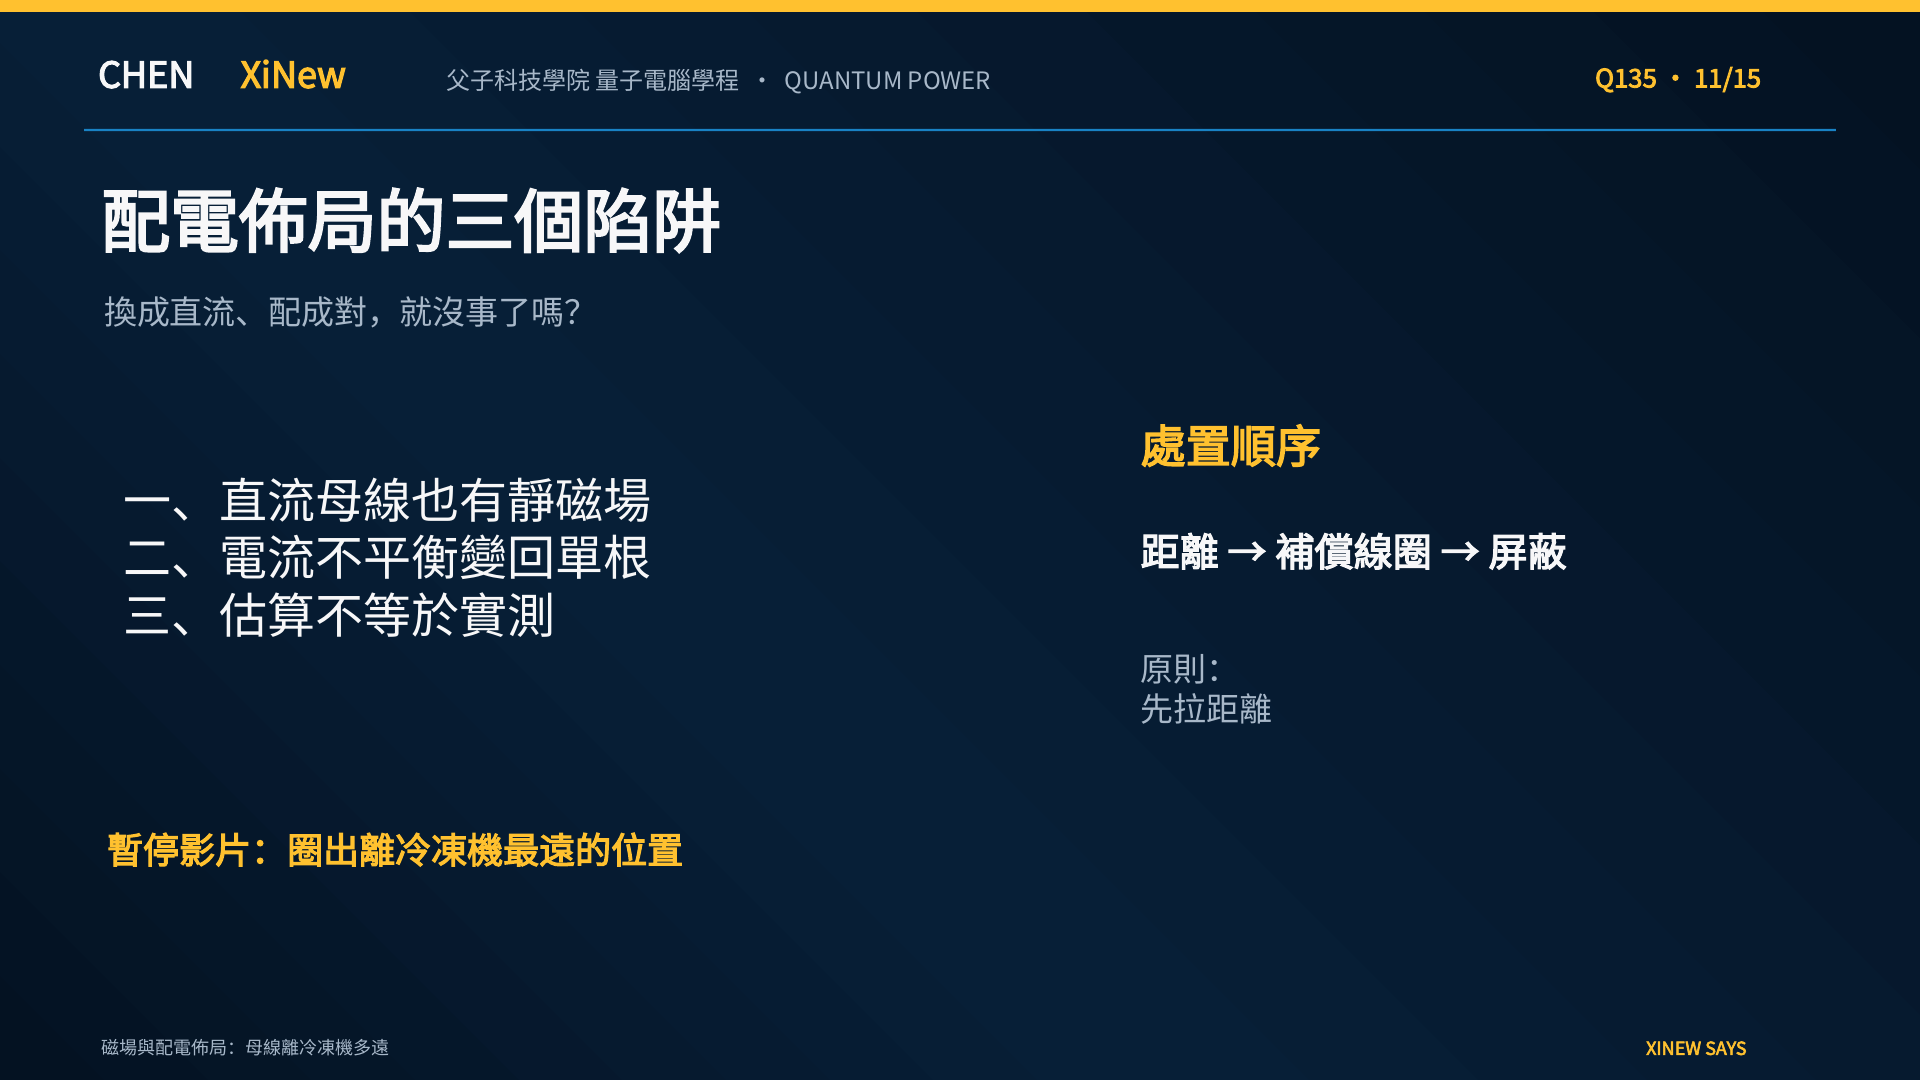 CHEN XiNew 父子科技學院 量子電腦學程 · QUANTUM POWER Q135 · 11/15
配電佈局的三個陷阱
換成直流、配成對，就沒事了嗎？
一、直流母線也有靜磁場
二、電流不平衡變回單根
三、估算不等於實測
處置順序
距離 → 補償線圈 → 屏蔽
原則：
先拉距離
暫停影片：圈出離冷凍機最遠的位置
磁場與配電佈局：母線離冷凍機多遠
XINEW SAYS